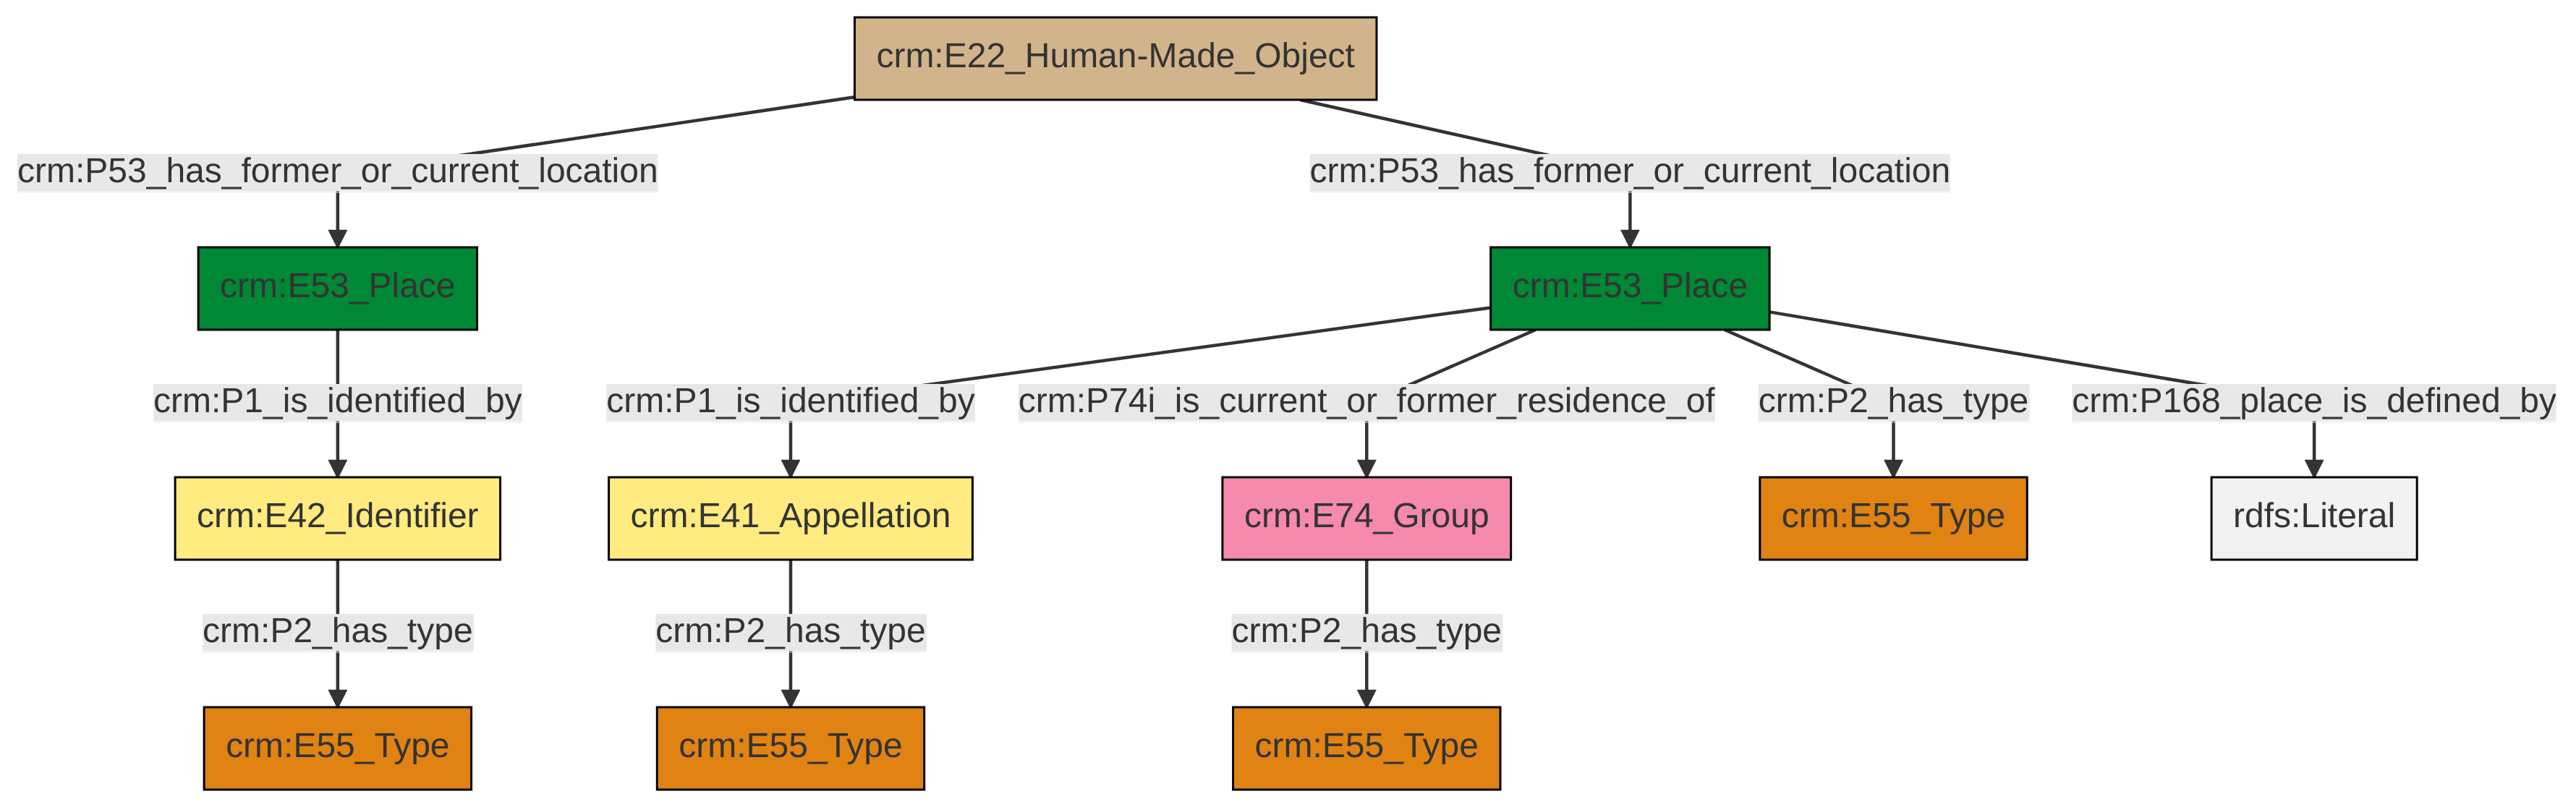 crm:E22_Human-Made_Object
crm:P53_has_former_or_current_location
crm:P53_has_former_or_current_location
crm:E53_Place
crm:E53_Place
crm:P1_is_identified_by
crm:P1_is_identified_by
crm:P74i_is_current_or_former_residence_of
crm:P2_has_type
crm:P168_place_is_defined_by
crm:E42_Identifier
crm:E41_Appellation
crm:E74_Group
crm:E55_Type
rdfs:Literal
crm:P2_has_type
crm:P2_has_type
crm:P2_has_type
crm:E55_Type
crm:E55_Type
crm:E55_Type